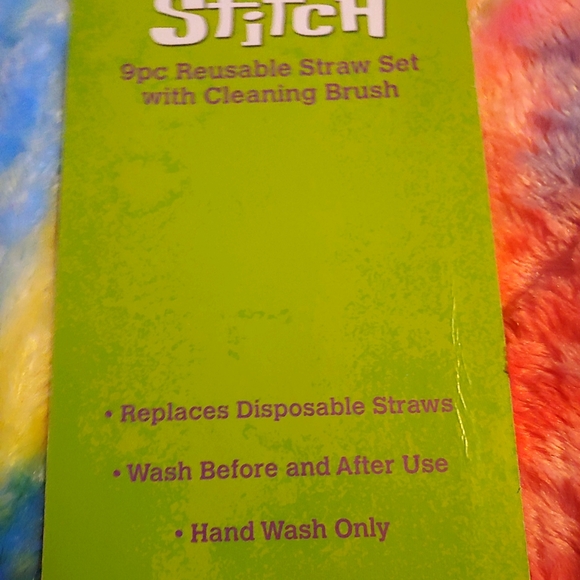 Stitch
9pc Reusable Straw Set
with Cleaning Brush
• Replaces Disposable Straws
• Wash Before and After Use
• Hand Wash Only